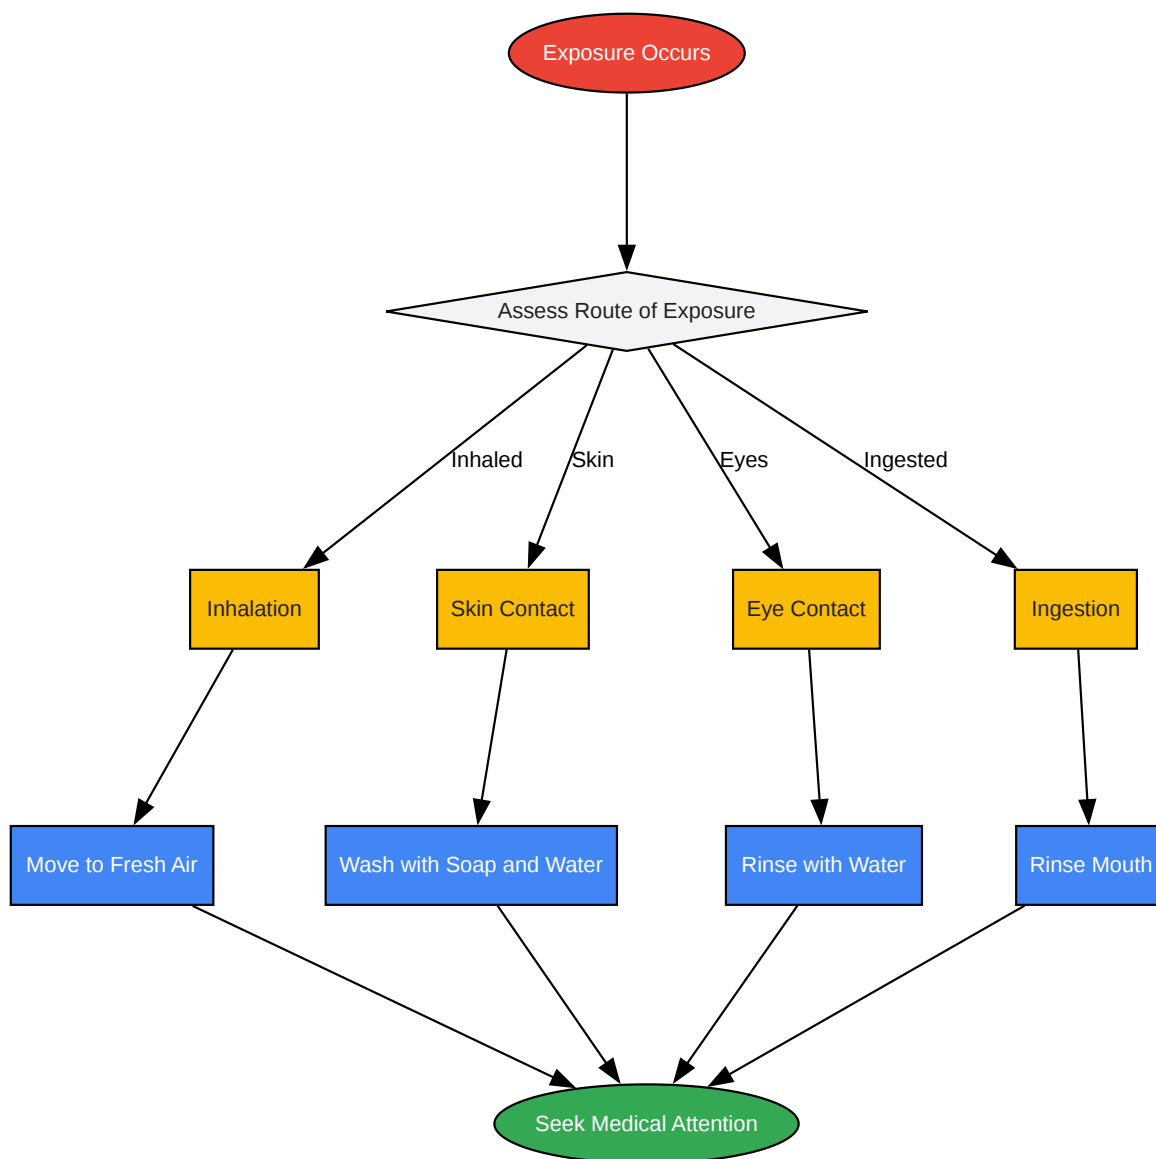 Exposure Occurs
Assess Route of Exposure
Inhaled
Skin
Eyes
Ingested
Inhalation
Skin Contact
Eye Contact
Ingestion
Move to Fresh Air
Wash with Soap and Water
Rinse with Water
Rinse Mouth
Seek Medical Attention